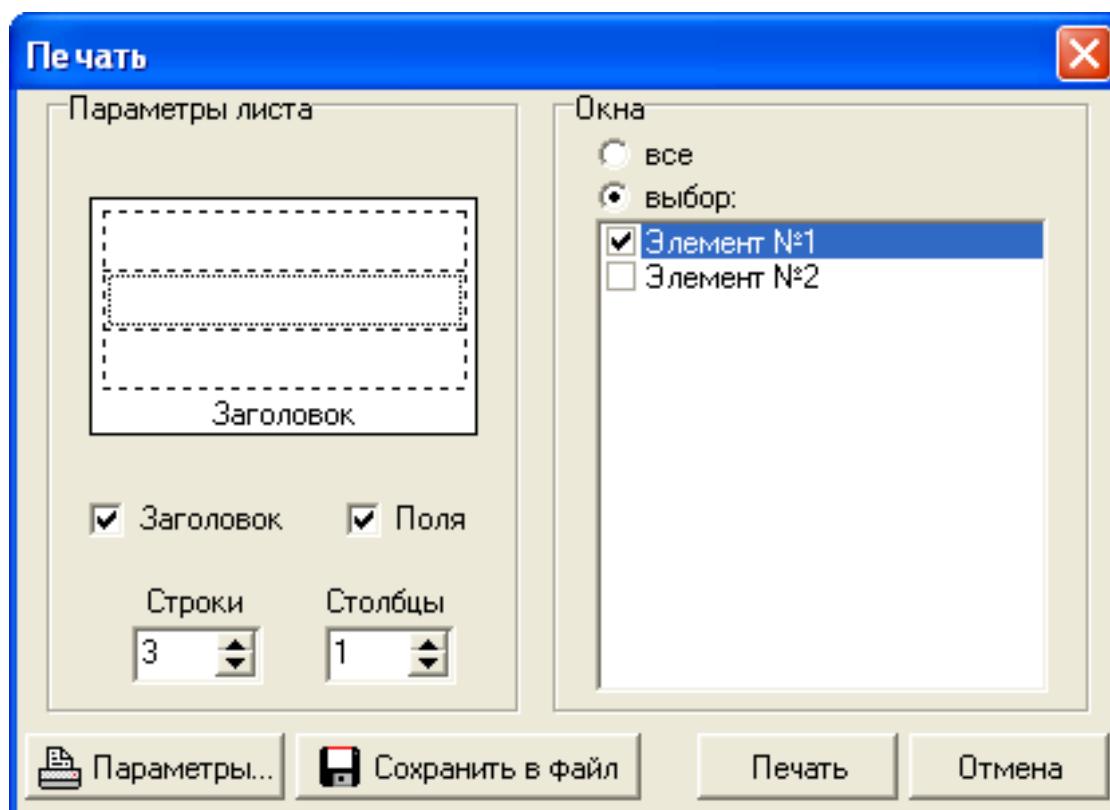 Печать
Параметры листа
Заголовок
Заголовок
Поля
Строки
Столбцы
3
1
Окна
все
выбор:
Элемент №1
Элемент №2
Параметры...
Сохранить в файл
Печать
Отмена